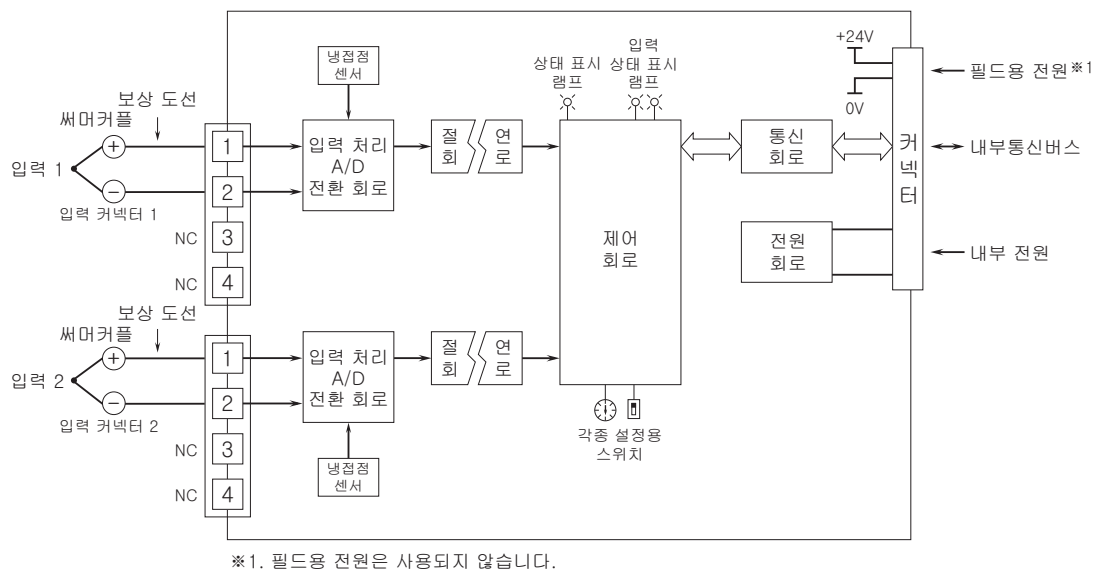 +24V
0V
필드용 전원※1
입력
상태 표시
램프
상태 표시
램프
냉접점
센서
보상 도선
써머커플
입력 1
+
−
입력 커넥터 1
1
2
NC
3
NC
4
입력 처리
A/D
전환 회로
절 연
회 로
제어
회로
통신
회로
커넥터
내부통신버스
전원
회로
내부 전원
보상 도선
써머커플
입력 2
+
−
입력 커넥터 2
1
2
NC
3
NC
4
입력 처리
A/D
전환 회로
절 연
회 로
냉접점
센서
각종 설정용
스위치
※1. 필드용 전원은 사용되지 않습니다.